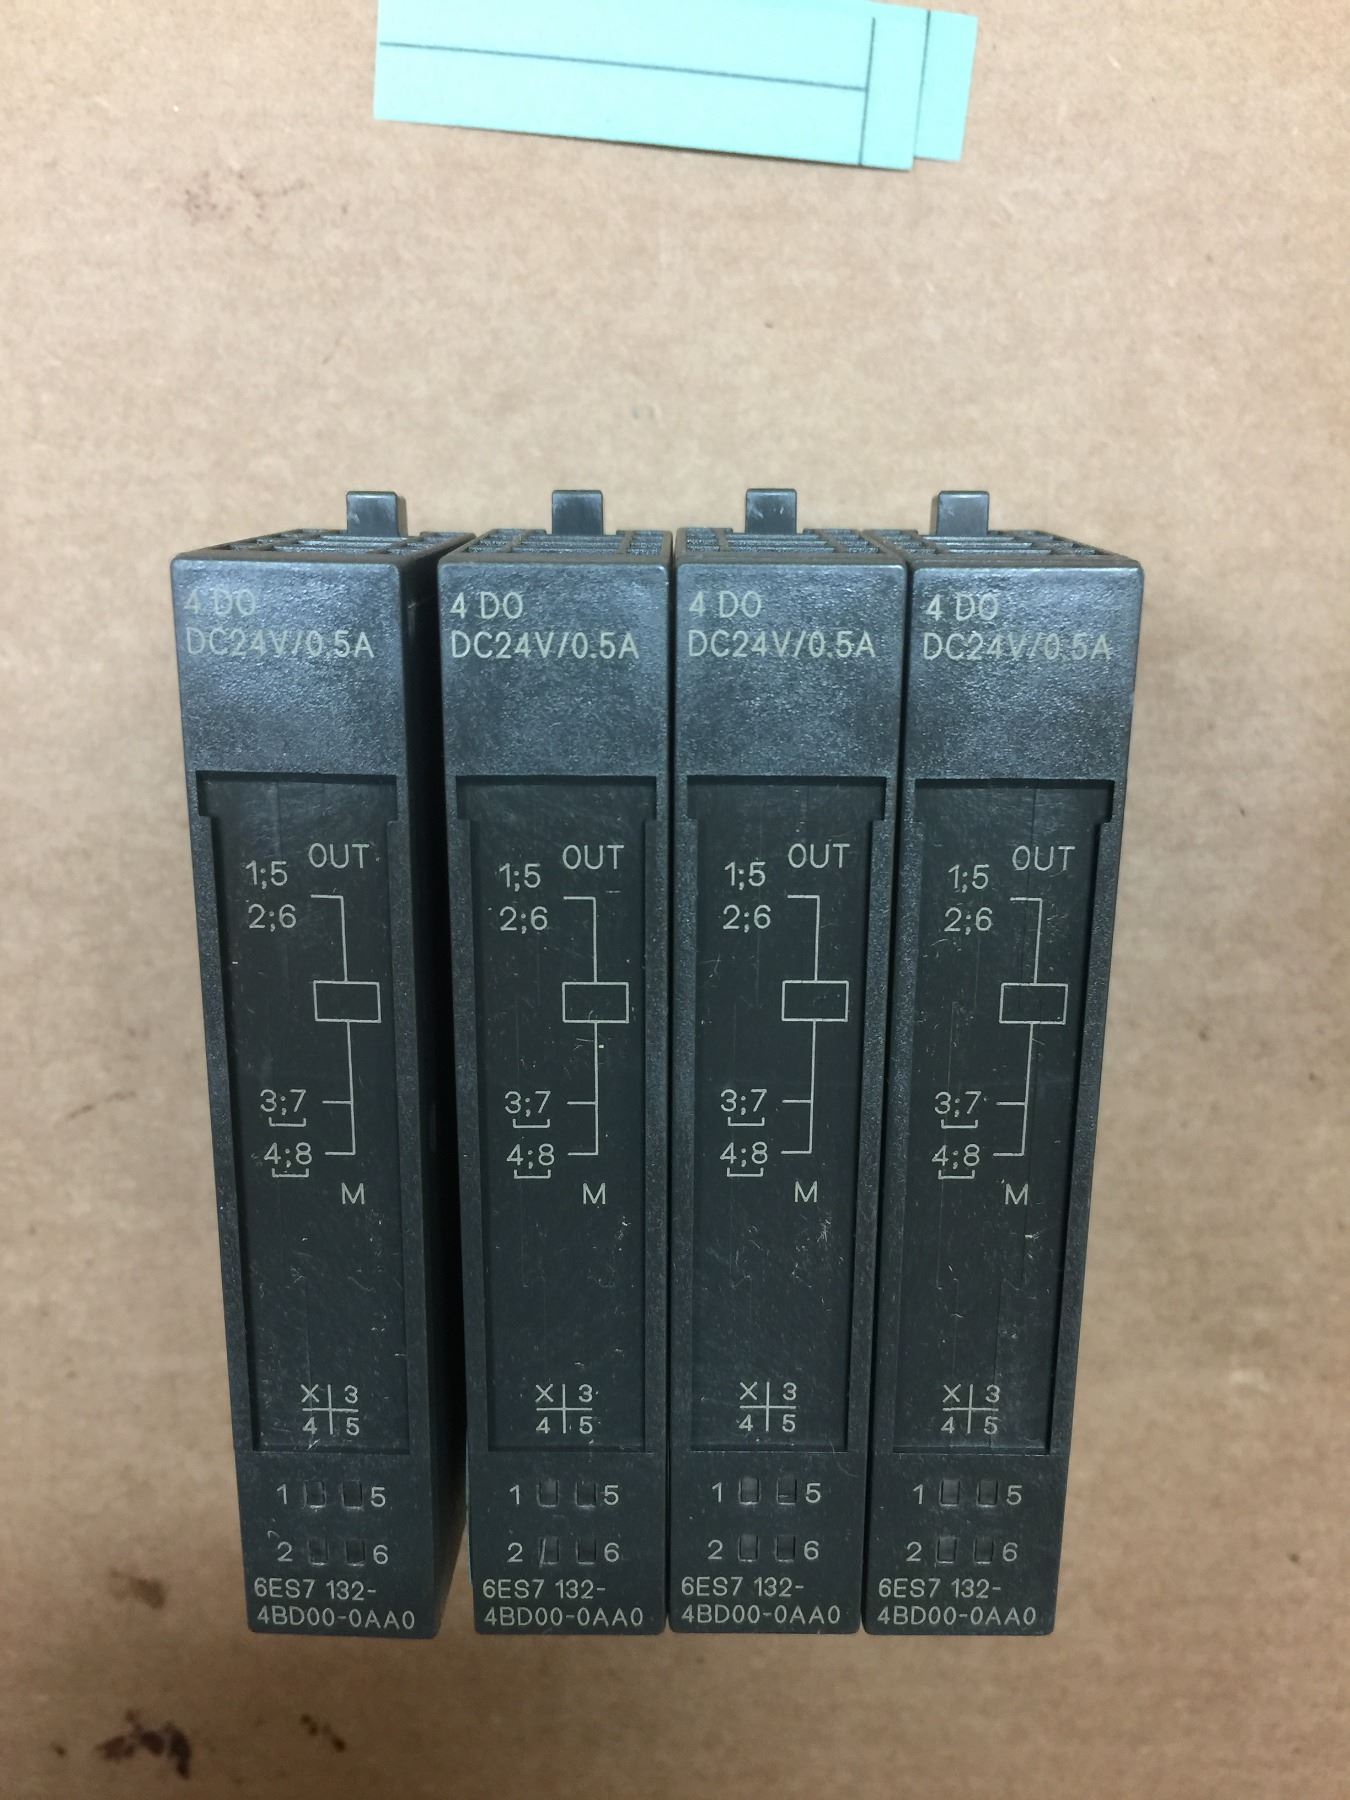 4 DO
DC24V/0.5A
OUT
1;5
2;6
3;7
4;8
M
X 3
4 5
1 5
2 6
6ES7 132-
4BD00-0AA0
4 DO
DC24V/0.5A
OUT
1;5
2;6
3;7
4;8
M
X 3
4 5
1 5
2 6
6ES7 132-
4BD00-0AA0
4 DO
DC24V/0.5A
OUT
1;5
2;6
3;7
4;8
M
X 3
4 5
1 5
2 6
6ES7 132-
4BD00-0AA0
4 DO
DC24V/0.5A
OUT
1;5
2;6
3;7
4;8
M
X 3
4 5
1 5
2 6
6ES7 132-
4BD00-0AA0